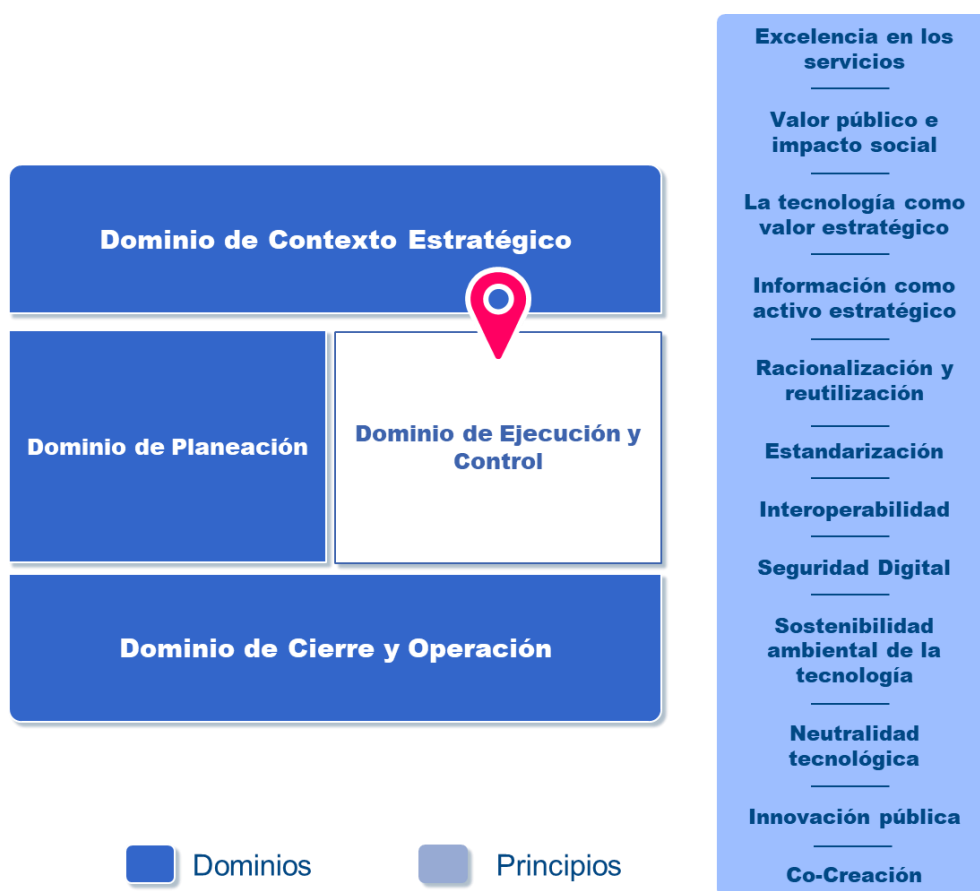 Dominio de Contexto Estratégico
Dominio de Planeación
Dominio de Ejecución y
Control
Dominio de Cierre y Operación
Dominios
Principios
Excelencia en los
servicios
Valor público e
impacto social
La tecnología como
valor estratégico
Información como
activo estratégico
Racionalización y
reutilización
Estandarización
Interoperabilidad
Seguridad Digital
Sostenibilidad
ambiental de la
tecnología
Neutralidad
tecnológica
Innovación pública
Co-Creación